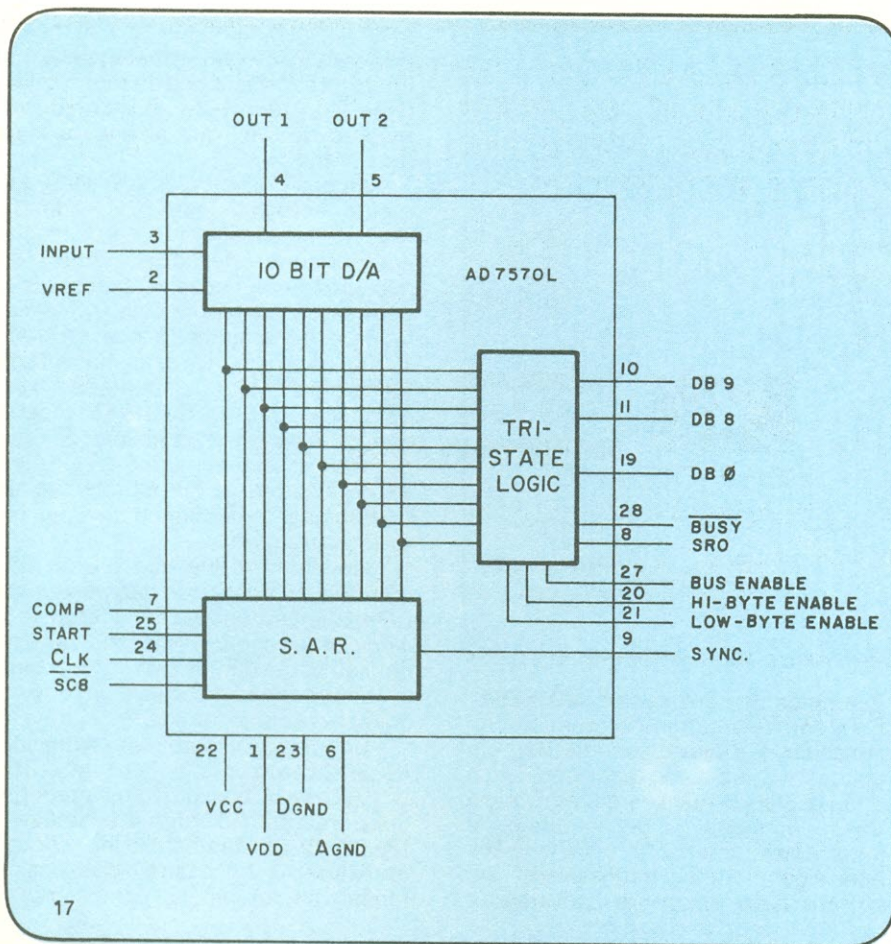 OUT 1 OUT 2
4 5
INPUT 3
VREF 2
10 BIT D/A
AD7570L
TRI-
STATE
LOGIC
10 DB 9
11 DB 8
19 DB Ø
28 BUSY
8 SRO
27 BUS ENABLE
20 HI-BYTE ENABLE
21 LOW-BYTE ENABLE
9 SYNC.
COMP 7
START 25
CLK 24
SC8
S.A.R.
22 1 23 6
VCC DGND
VDD AGND
17